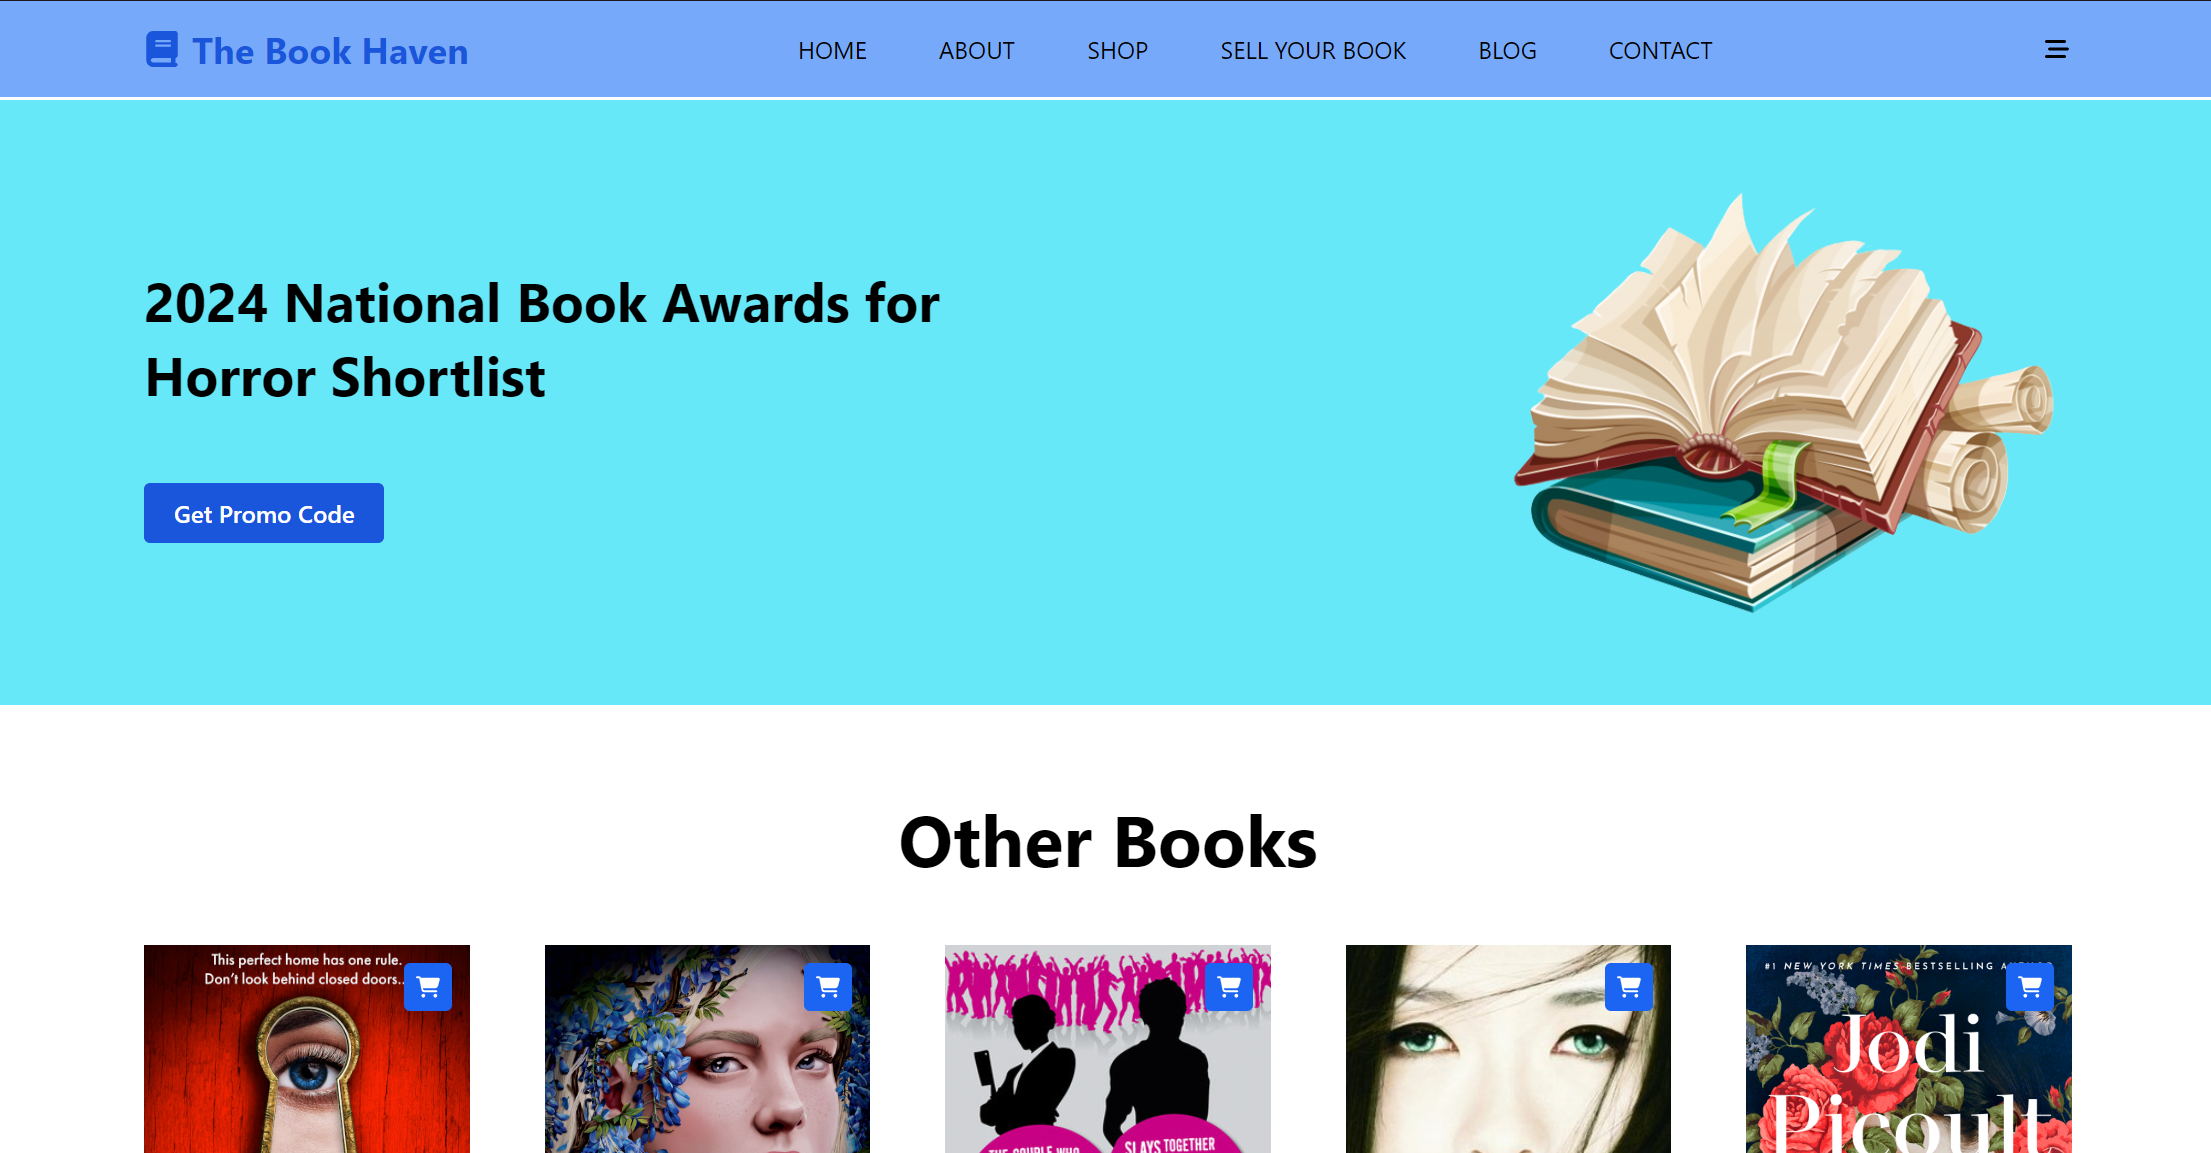 The Book Haven
HOME ABOUT SHOP SELL YOUR BOOK BLOG CONTACT
2024 National Book Awards for
Horror Shortlist
Get Promo Code
Other Books
This perfect home has one rule.
Don't look behind closed doors..
#1 NEW YORK TIMES BESTSELLING
Jodi
Picoult
THE COUPLE WHO
SLAYS TOGETHER